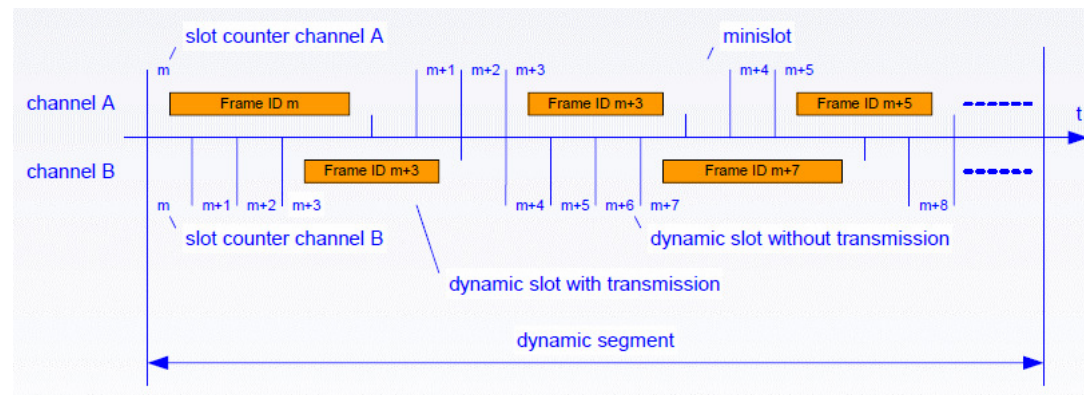 slot counter channel A
minislot
m
m+1
m+2
m+3
m+4
m+5
channel A
Frame ID m
Frame ID m+3
Frame ID m+5
t
channel B
Frame ID m+3
Frame ID m+7
m
m+1
m+2
m+3
m+4
m+5
m+6
m+7
m+8
slot counter channel B
dynamic slot without transmission
dynamic slot with transmission
dynamic segment